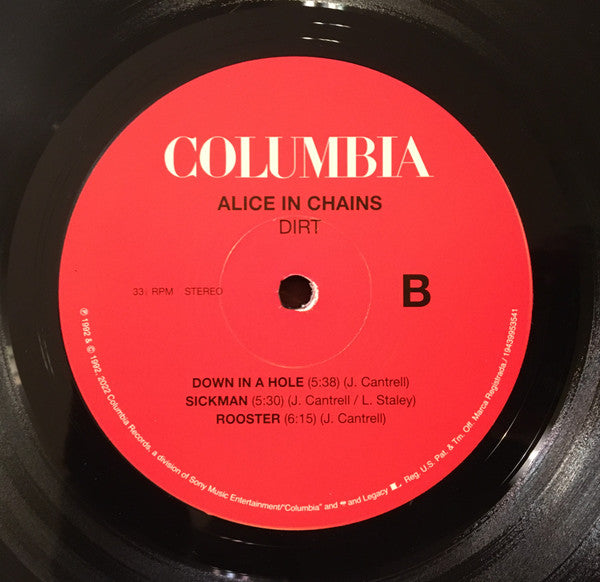 COLUMBIA
ALICE IN CHAINS
DIRT
33⅓ RPM STEREO
B
DOWN IN A HOLE (5:38) (J. Cantrell)
SICKMAN (5:30) (J. Cantrell / L. Staley)
ROOSTER (6:15) (J. Cantrell)
℗ 1992 & © 1992, 2022 Columbia Records, a division of Sony Music Entertainment/"Columbia" and and Legacy Reg. U.S. Pat. & Tm. Off. Marca Registrada./ 19439953541